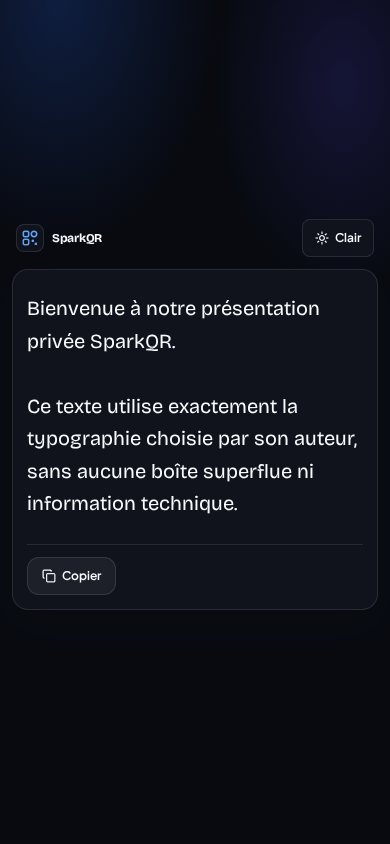 SparkQR
Clair
Bienvenue à notre présentation
privée SparkQR.
Ce texte utilise exactement la
typographie choisie par son auteur,
sans aucune boîte superflue ni
information technique.
Copier